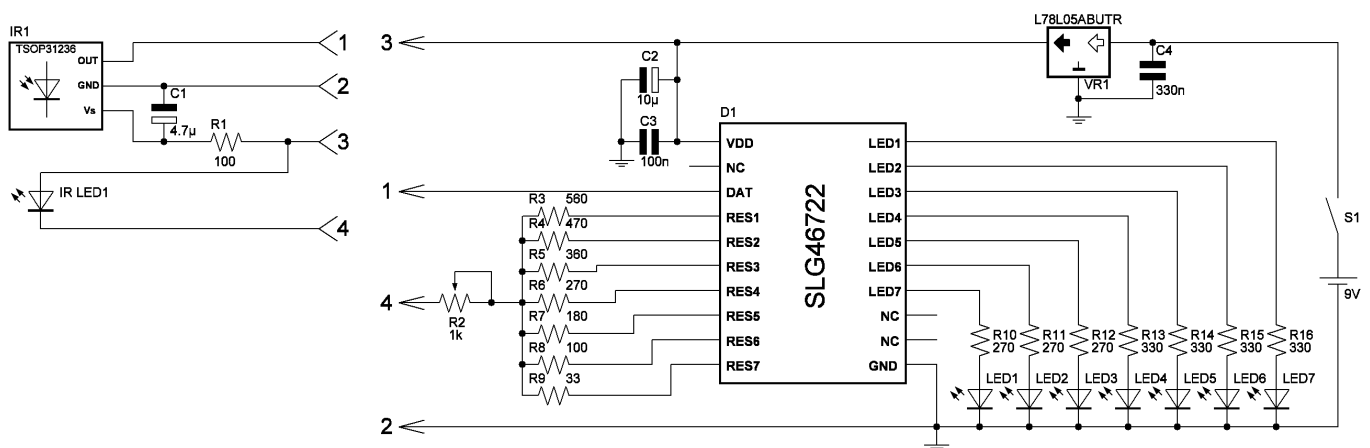 IR1
TSOP31236
OUT
GND
Vs
C1
4.7µ
R1
100
IR LED1
1
2
3
4
3
1
4
2
L78L05ABUTR
VR1
C4
330n
C2
10µ
C3
100n
D1
SLG46722
VDD
NC
DAT
RES1
RES2
RES3
RES4
RES5
RES6
RES7
LED1
LED2
LED3
LED4
LED5
LED6
LED7
NC
NC
GND
R3 560
R4 470
R5 360
R6 270
R7 180
R8 100
R9 33
R2
1k
S1
9V
R10 R11 R12 R13 R14 R15 R16
270 270 270 330 330 330 330
LED1 LED2 LED3 LED4 LED5 LED6 LED7